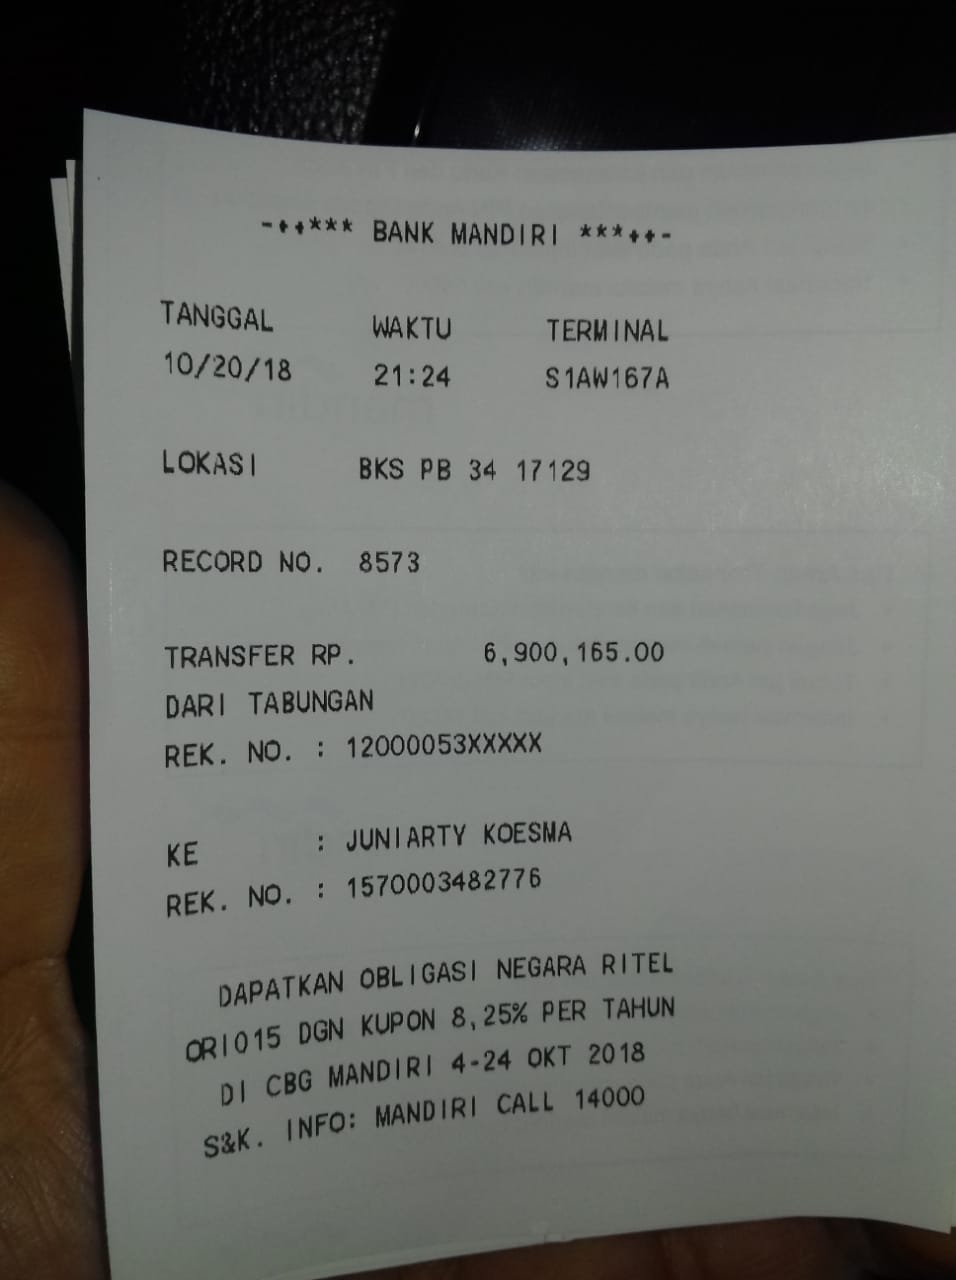 -++*** BANK MANDIRI ***++-
TANGGAL WAKTU TERMINAL
10/20/18 21:24 S1AW167A
LOKASI BKS PB 34 17129
RECORD NO. 8573
TRANSFER RP. 6,900,165.00
DARI TABUNGAN
REK. NO. : 12000053XXXXX
KE : JUNIARTY KOESMA
REK. NO. : 1570003482776
DAPATKAN OBLIGASI NEGARA RITEL
ORI015 DGN KUPON 8,25% PER TAHUN
DI CBG MANDIRI 4-24 OKT 2018
S&K. INFO: MANDIRI CALL 14000